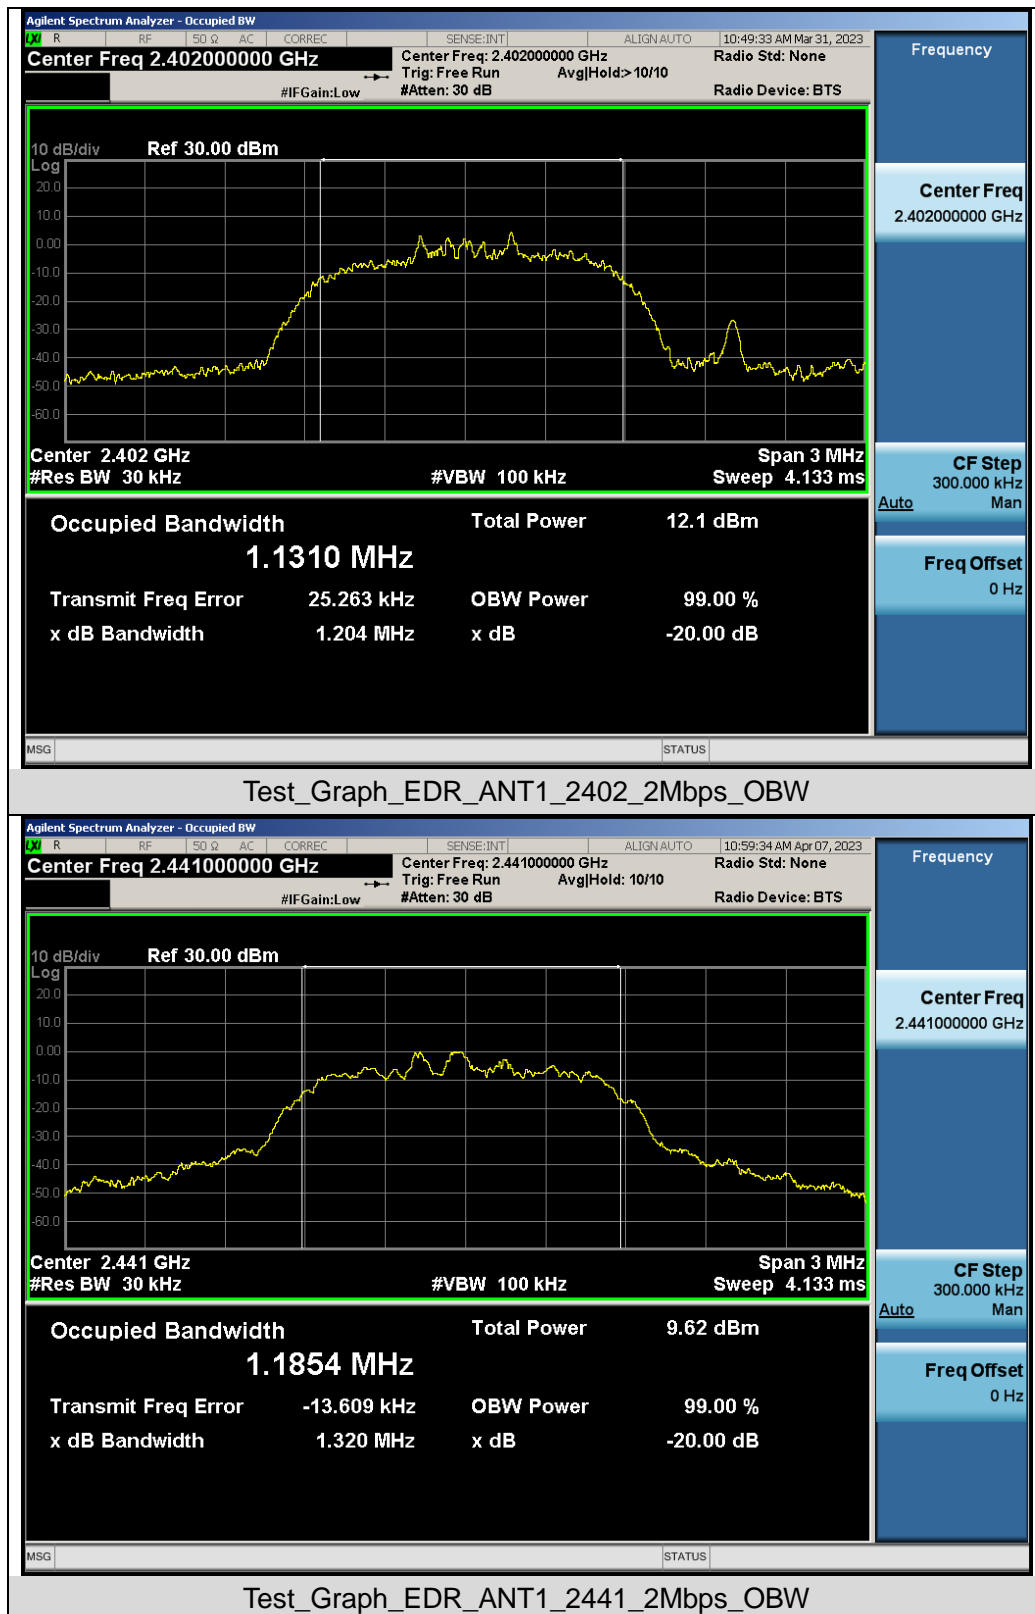 Agilent Spectrum Analyzer - Occupied BW
LXI R RF 50 Ω AC CORREC SENSE:INT ALIGN AUTO 10:49:33 AM Mar 31, 2023
Center Freq 2.402000000 GHz
Center Freq: 2.402000000 GHz Radio Std: None
Trig: Free Run Avg|Hold:> 10/10
#IFGain:Low #Atten: 30 dB Radio Device: BTS
Frequency
10 dB/div Ref 30.00 dBm
Log
20.0
10.0
0.00
-10.0
-20.0
-30.0
-40.0
-50.0
-60.0
Center 2.402 GHz Span 3 MHz
#Res BW 30 kHz #VBW 100 kHz Sweep 4.133 ms
Center Freq
2.402000000 GHz
CF Step
300.000 kHz
Auto Man
Freq Offset
0 Hz
Occupied Bandwidth Total Power 12.1 dBm
1.1310 MHz
Transmit Freq Error 25.263 kHz OBW Power 99.00 %
x dB Bandwidth 1.204 MHz x dB -20.00 dB
MSG STATUS
Test_Graph_EDR_ANT1_2402_2Mbps_OBW
Agilent Spectrum Analyzer - Occupied BW
LXI R RF 50 Ω AC CORREC SENSE:INT ALIGN AUTO 10:59:34 AM Apr 07, 2023
Center Freq 2.441000000 GHz
Center Freq: 2.441000000 GHz Radio Std: None
Trig: Free Run Avg|Hold: 10/10
#IFGain:Low #Atten: 30 dB Radio Device: BTS
Frequency
10 dB/div Ref 30.00 dBm
Log
20.0
10.0
0.00
-10.0
-20.0
-30.0
-40.0
-50.0
-60.0
Center 2.441 GHz Span 3 MHz
#Res BW 30 kHz #VBW 100 kHz Sweep 4.133 ms
Center Freq
2.441000000 GHz
CF Step
300.000 kHz
Auto Man
Freq Offset
0 Hz
Occupied Bandwidth Total Power 9.62 dBm
1.1854 MHz
Transmit Freq Error -13.609 kHz OBW Power 99.00 %
x dB Bandwidth 1.320 MHz x dB -20.00 dB
MSG STATUS
Test_Graph_EDR_ANT1_2441_2Mbps_OBW